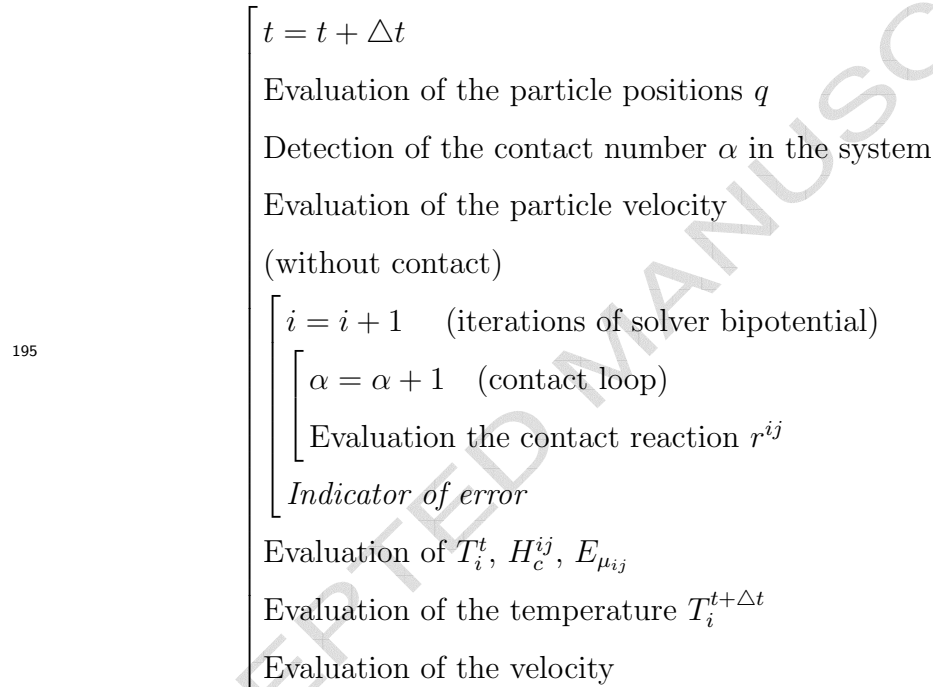 t = t + △t
Evaluation of the particle positions q
Detection of the contact number α in the system
Evaluation of the particle velocity
(without contact)
i = i + 1 (iterations of solver bipotential)
195
α = α + 1 (contact loop)
Evaluation the contact reaction r^{ij}
Indicator of error
Evaluation of T_i^t, H_c^{ij}, E_{μ_{ij}}
Evaluation of the temperature T_i^{t+△t}
Evaluation of the velocity
EPTED MANUSC